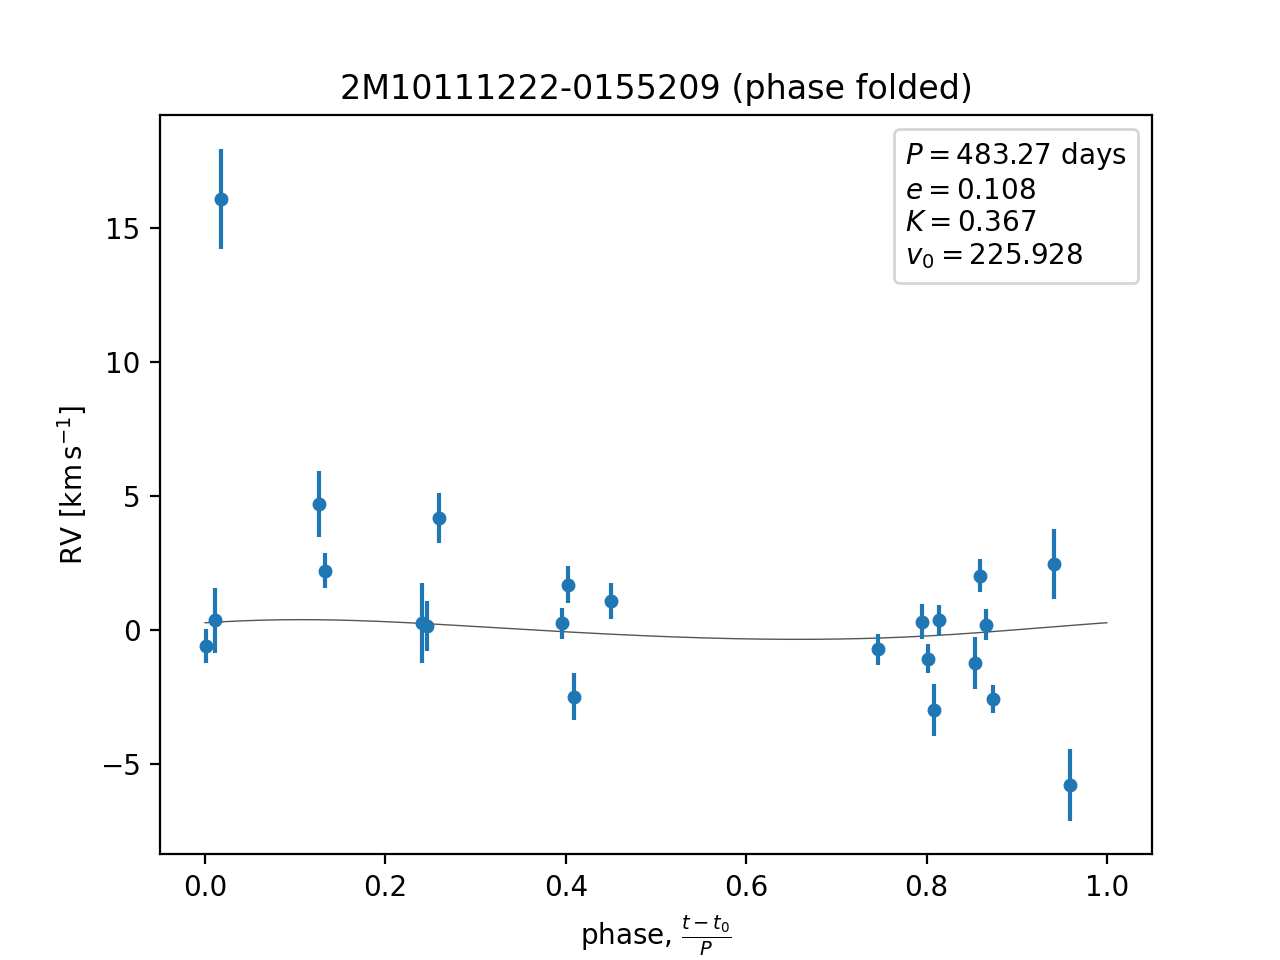 2M10111222-0155209 (phase folded)
P = 483.27 days
e = 0.108
K = 0.367
v₀ = 225.928
RV [km s⁻¹]
15
10
5
0
−5
0.0 0.2 0.4 0.6 0.8 1.0
phase, (t − t₀)/P